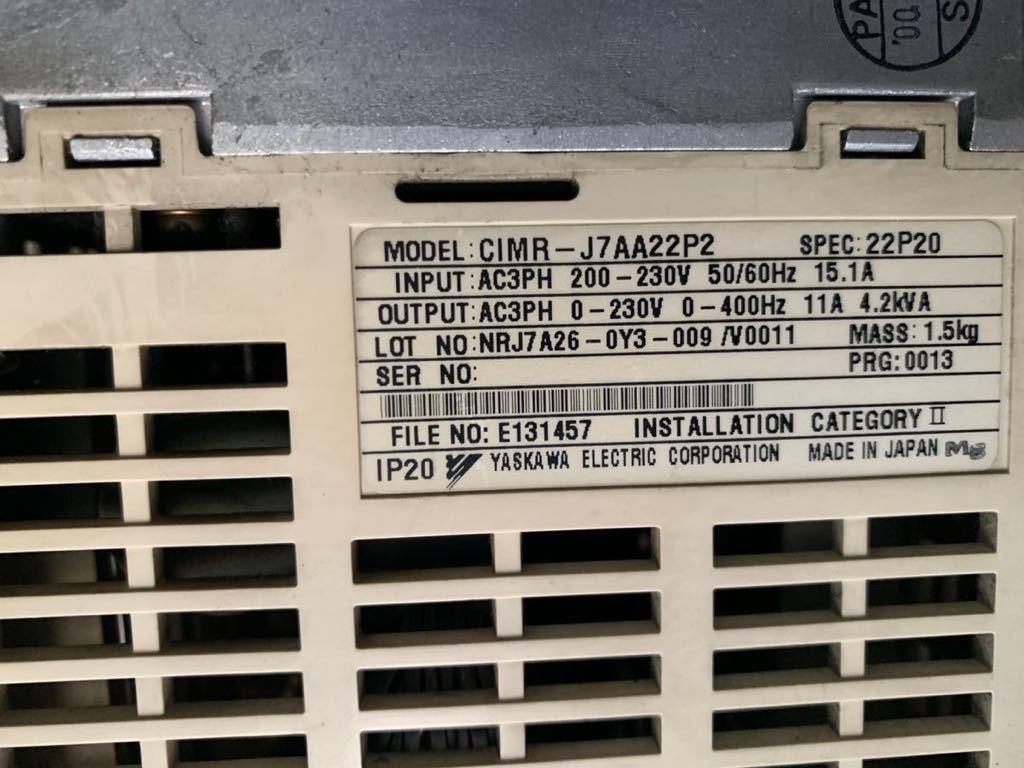 PA
'00.
S
MODEL:CIMR-J7AA22P2 SPEC:22P20
INPUT:AC3PH 200-230V 50/60Hz 15.1A
OUTPUT:AC3PH 0-230V 0-400Hz 11A 4.2kVA
LOT NO:NRJ7A26-0Y3-009 /V0011 MASS:1.5kg
SER NO: PRG:0013
FILE NO: E131457 INSTALLATION CATEGORY II
IP20 YASKAWA ELECTRIC CORPORATION MADE IN JAPAN